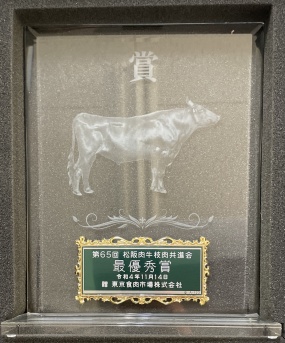 賞
第65回 松阪肉牛枝肉共進会
最優秀賞
令和4年11月14日
東京食肉市場株式会社